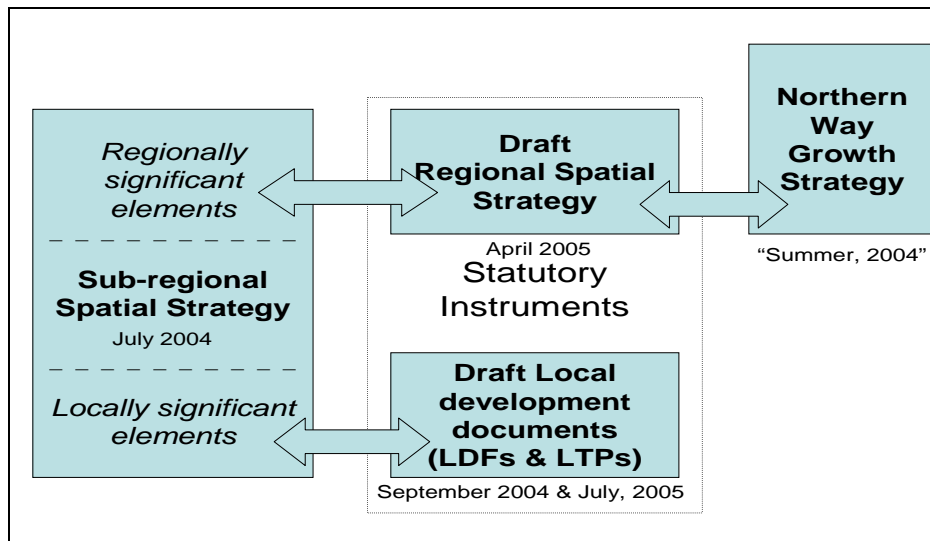 Regionally
significant
elements
Sub-regional
Spatial Strategy
July 2004
Locally significant
elements
Draft
Regional Spatial
Strategy
April 2005
Statutory
Instruments
Draft Local
development
documents
(LDFs & LTPs)
September 2004 & July, 2005
Northern
Way
Growth
Strategy
“Summer, 2004”